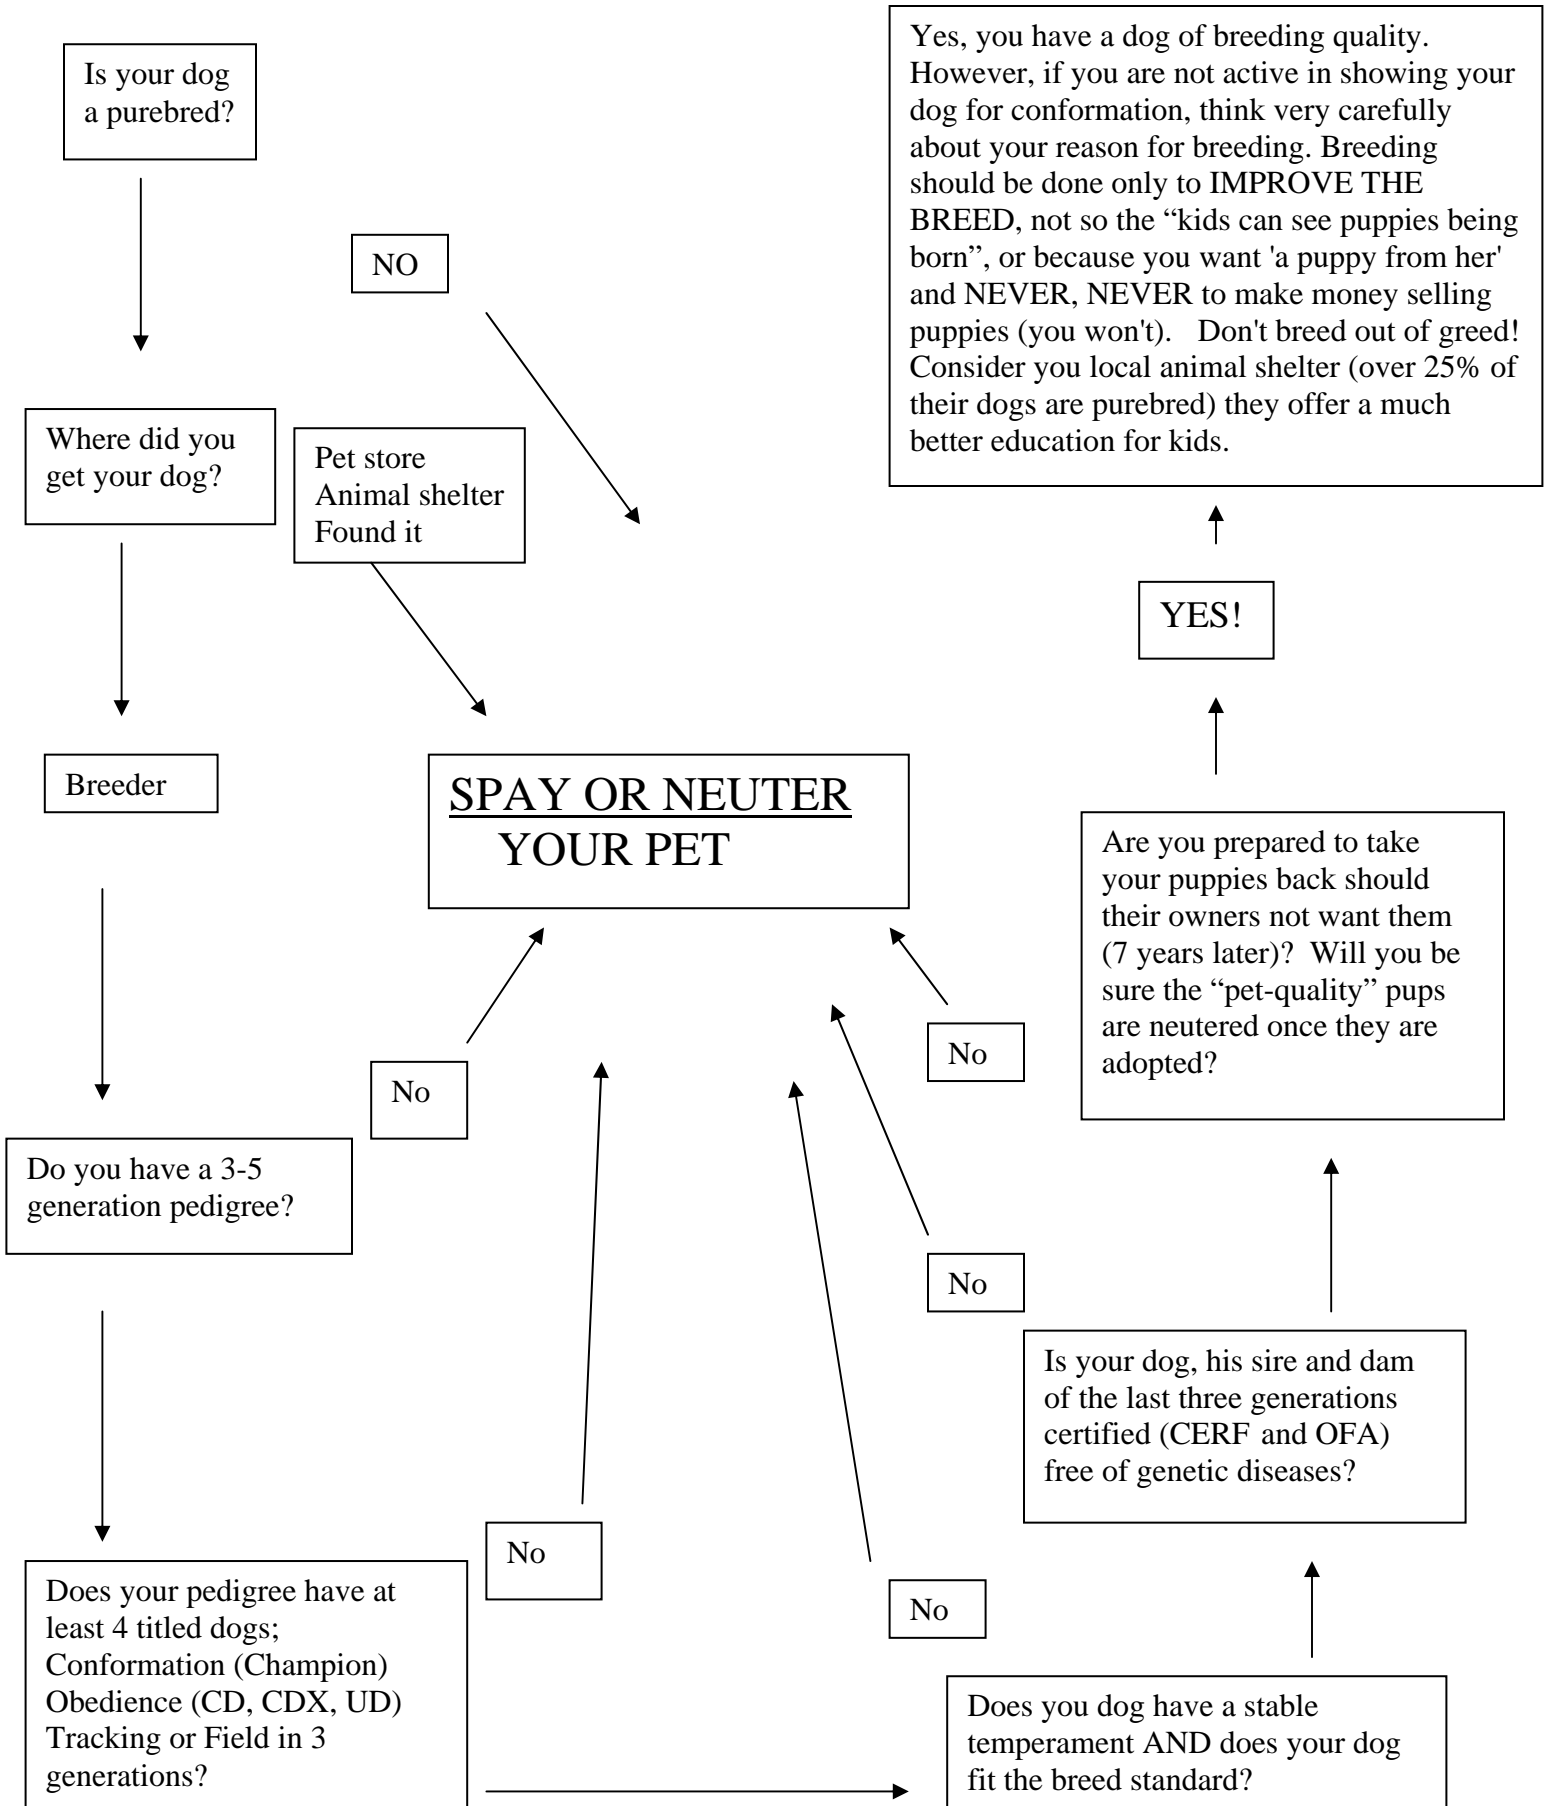 Is your dog
a purebred?
NO
Where did you
get your dog?
Pet store
Animal shelter
Found it
Breeder
SPAY OR NEUTER
YOUR PET
Do you have a 3-5
generation pedigree?
No
Does your pedigree have at
least 4 titled dogs;
Conformation (Champion)
Obedience (CD, CDX, UD)
Tracking or Field in 3
generations?
No
Does you dog have a stable
temperament AND does your dog
fit the breed standard?
No
Is your dog, his sire and dam
of the last three generations
certified (CERF and OFA)
free of genetic diseases?
No
Are you prepared to take
your puppies back should
their owners not want them
(7 years later)?  Will you be
sure the “pet-quality” pups
are neutered once they are
adopted?
No
YES!
Yes, you have a dog of breeding quality.
However, if you are not active in showing your
dog for conformation, think very carefully
about your reason for breeding. Breeding
should be done only to IMPROVE THE
BREED, not so the “kids can see puppies being
born”, or because you want 'a puppy from her'
and NEVER, NEVER to make money selling
puppies (you won't).   Don't breed out of greed!
Consider you local animal shelter (over 25% of
their dogs are purebred) they offer a much
better education for kids.